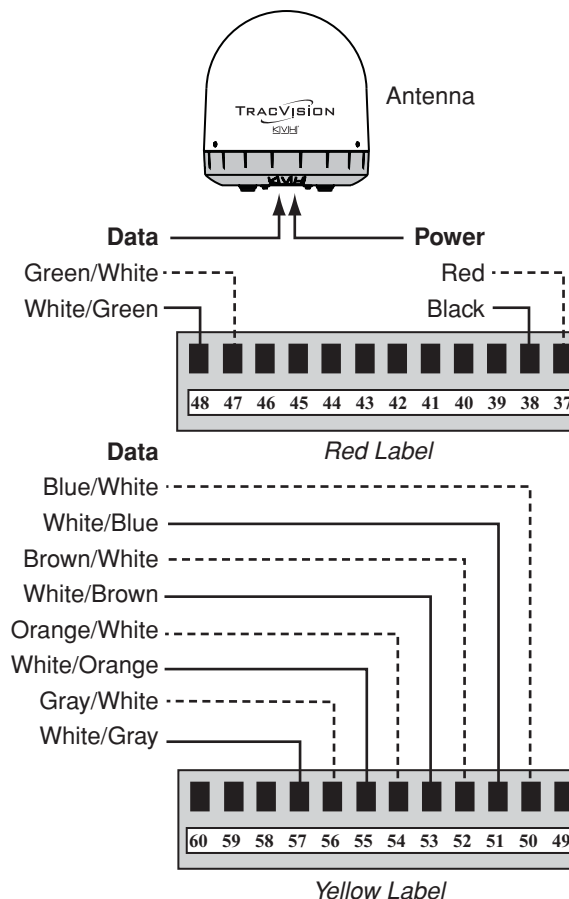 TRACVISION
KVH
Antenna
Data
Power
Green/White
Red
White/Green
Black
48 47 46 45 44 43 42 41 40 39 38 37
Red Label
Data
Blue/White
White/Blue
Brown/White
White/Brown
Orange/White
White/Orange
Gray/White
White/Gray
60 59 58 57 56 55 54 53 52 51 50 49
Yellow Label